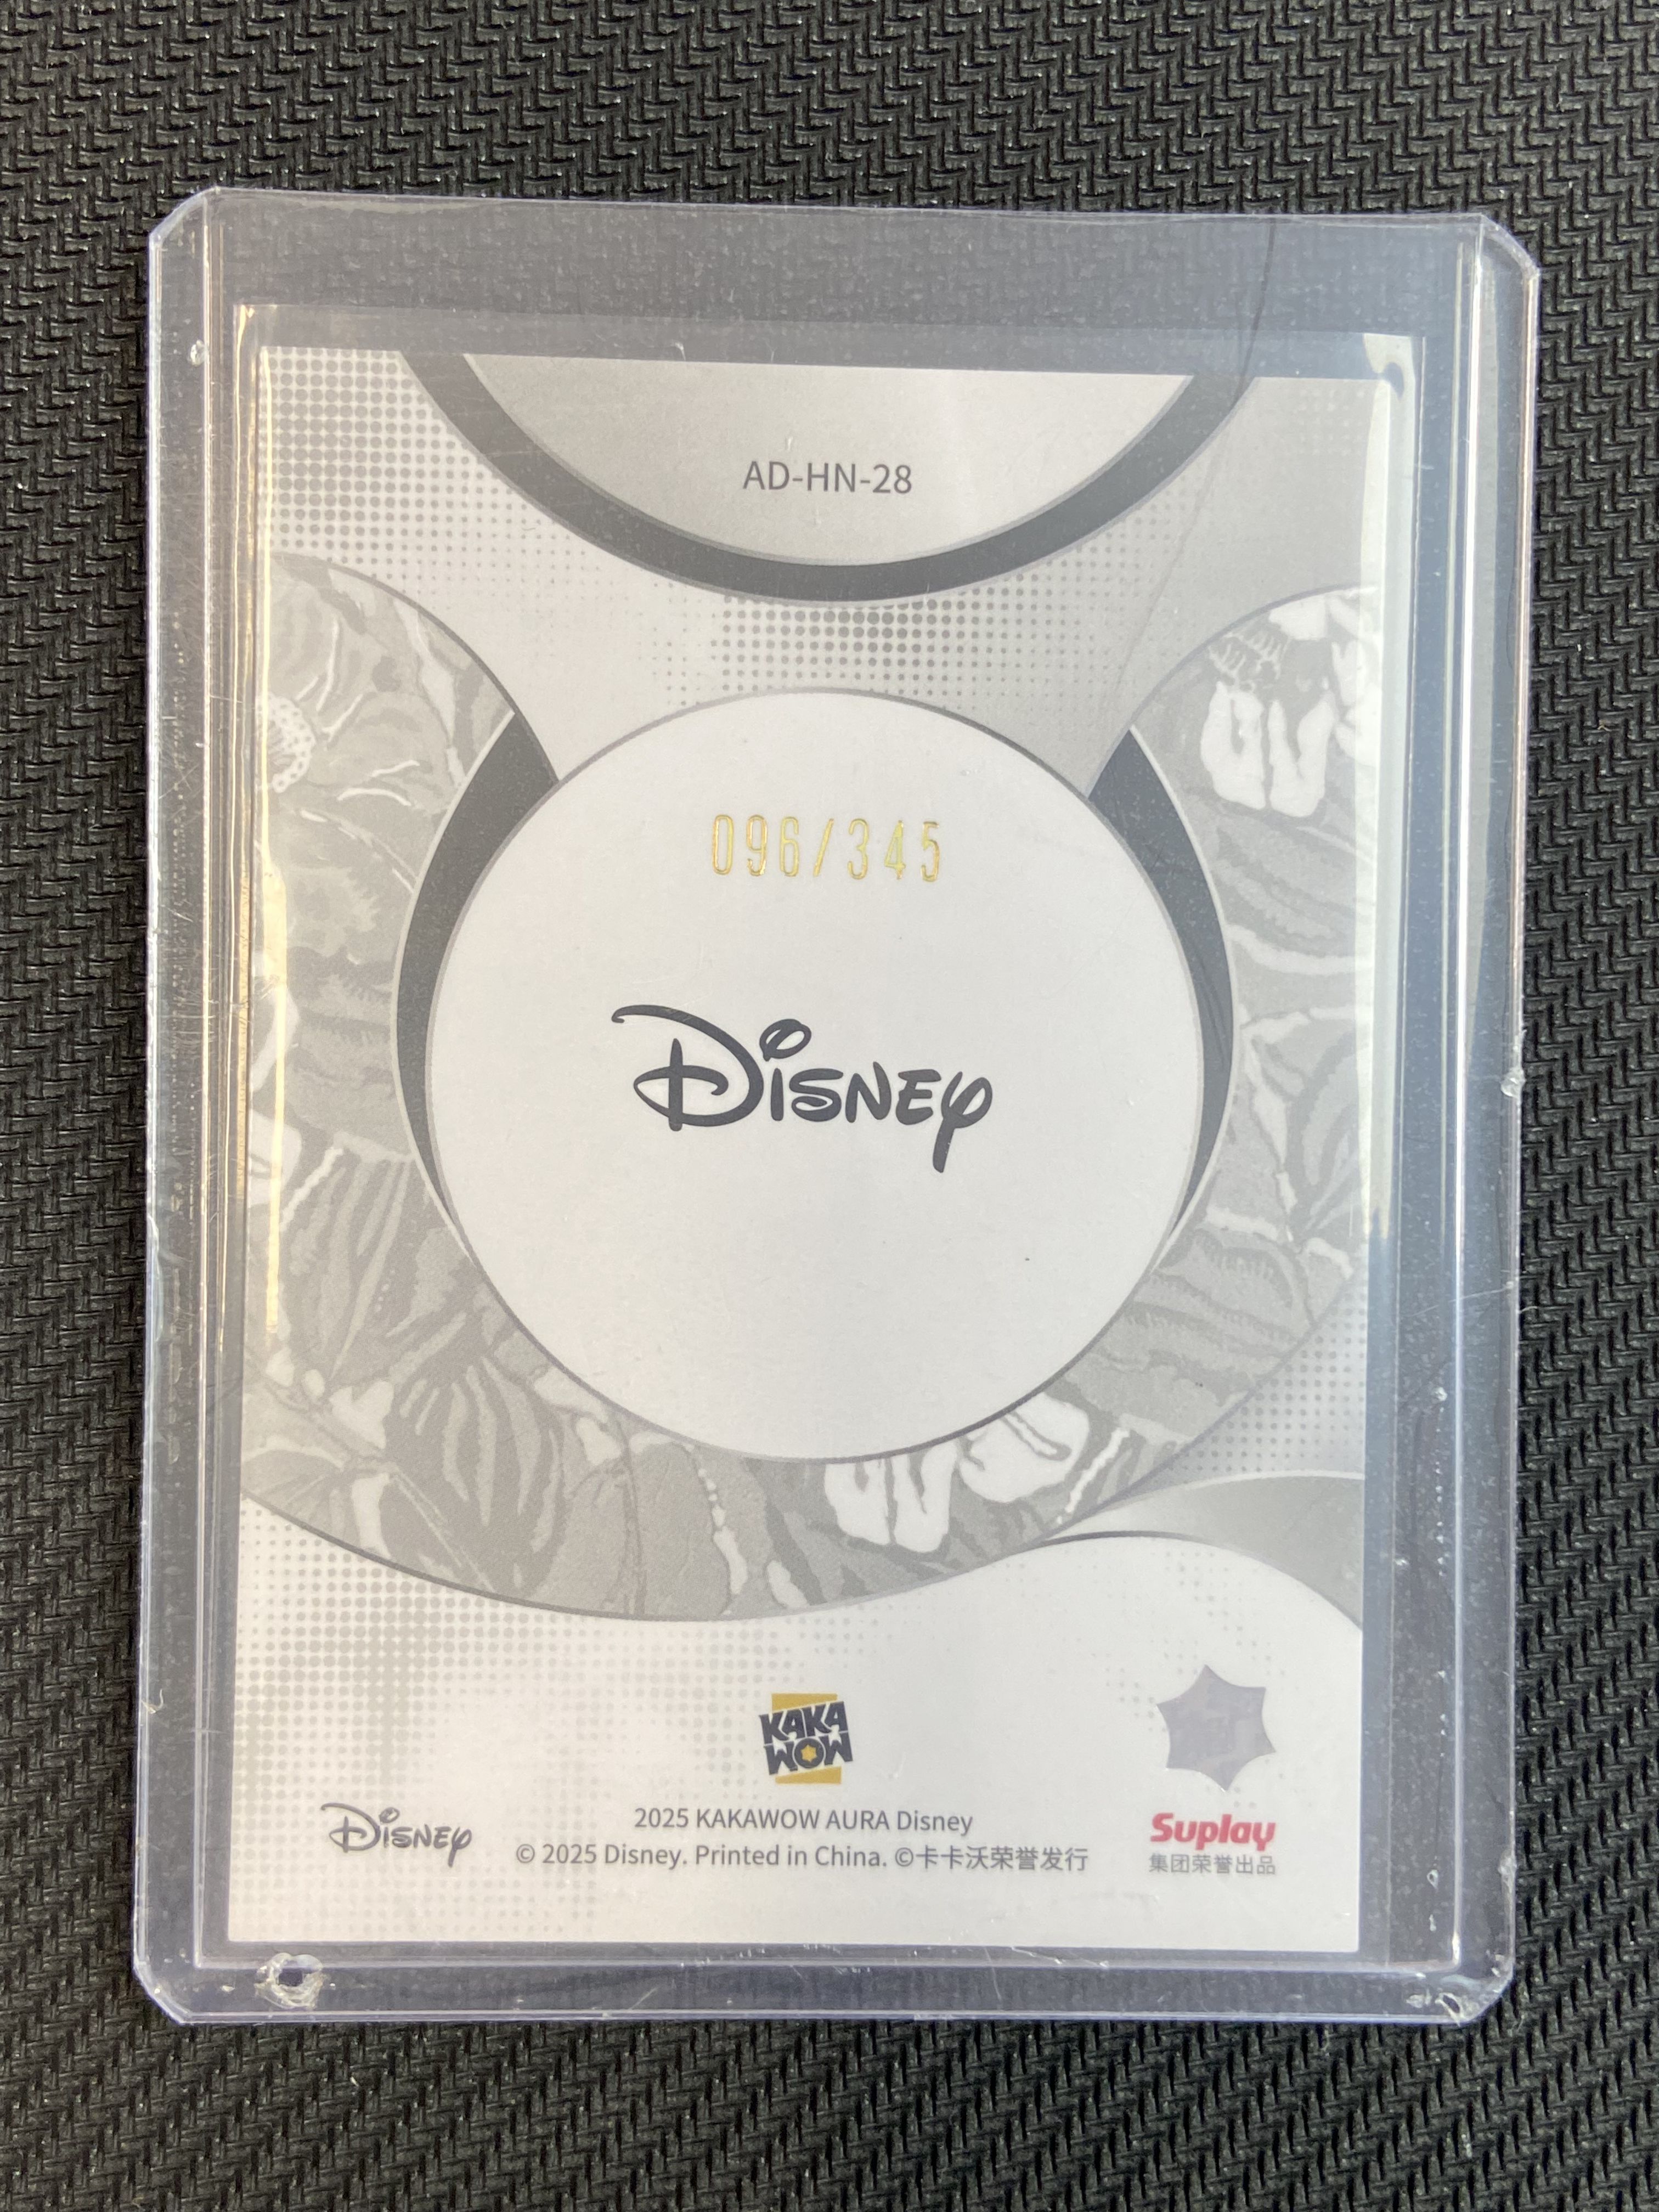 AD-HN-28
096/345
Disney
KAKA
WOW
Disney
2025 KAKAWOW AURA Disney
© 2025 Disney. Printed in China. ©卡卡沃荣誉发行
Suplay
集团荣誉出品